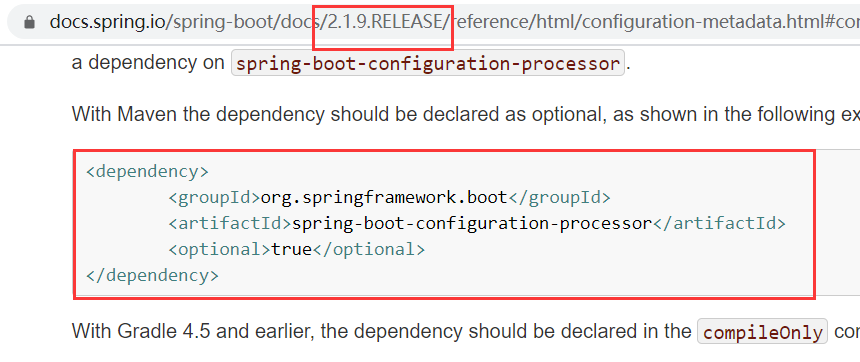 docs.spring.io/spring-boot/docs/2.1.9.RELEASE/reference/html/configuration-metadata.html#co
a dependency on spring-boot-configuration-processor.
With Maven the dependency should be declared as optional, as shown in the following ex
<dependency>
<groupId>org.springframework.boot</groupId>
<artifactId>spring-boot-configuration-processor</artifactId>
<optional>true</optional>
</dependency>
With Gradle 4.5 and earlier, the dependency should be declared in the compileOnly con